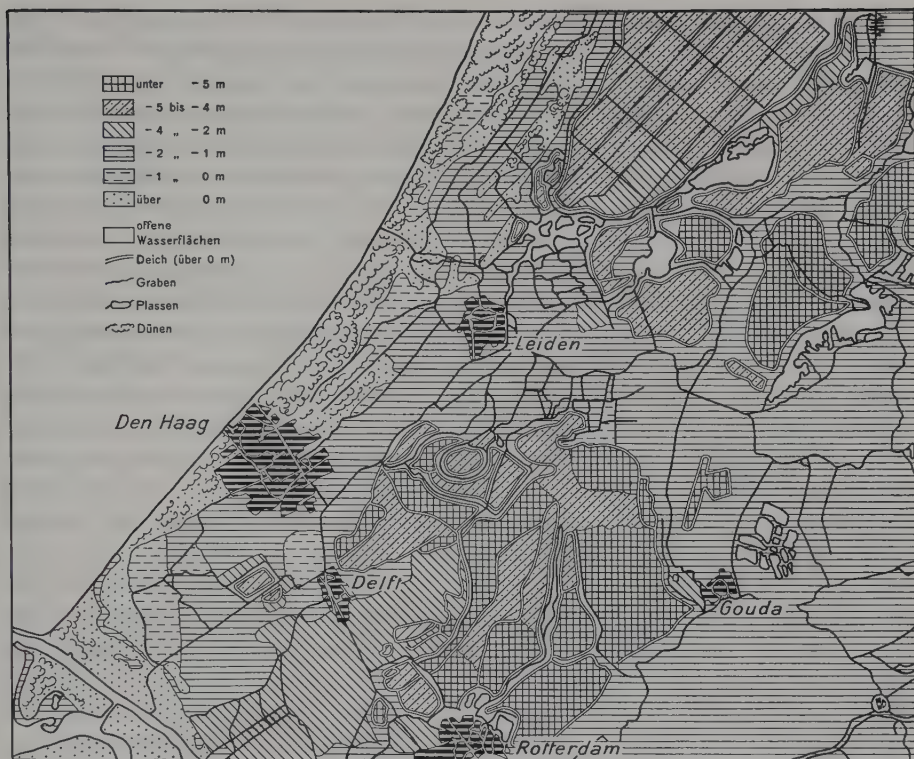 unter - 5 m
- 5 bis - 4 m
- 4 „ - 2 m
- 2 „ - 1 m
- 1 „ 0 m
über 0 m
offene
Wasserflächen
Deich (über 0 m)
Graben
Plassen
Dünen
Leiden
Den Haag
Delft
Gouda
Rotterdam